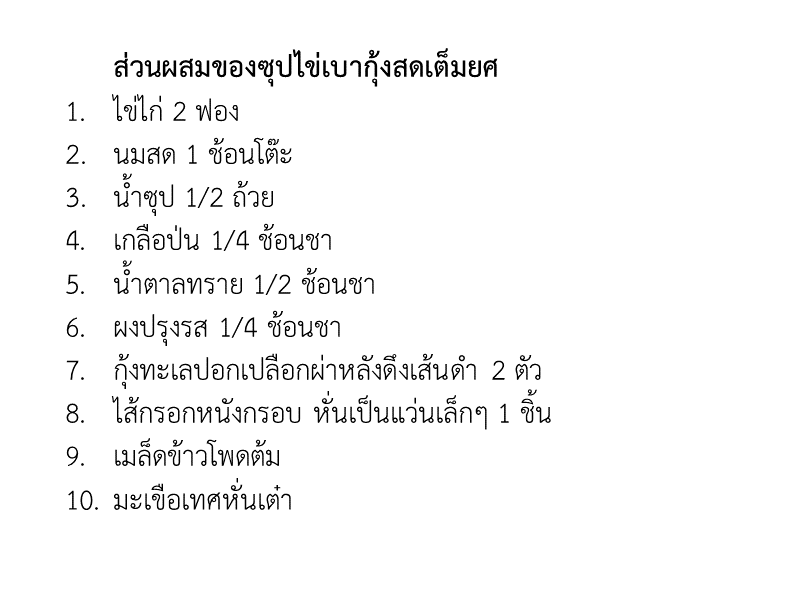 ส่วนผสมของซุปไข่เบากุ้งสดเต็มยศ
1. ไข่ไก่ 2 ฟอง
2. นมสด 1 ช้อนโต๊ะ
3. น้ำซุป 1/2 ถ้วย
4. เกลือป่น 1/4 ช้อนชา
5. น้ำตาลทราย 1/2 ช้อนชา
6. ผงปรุงรส 1/4 ช้อนชา
7. กุ้งทะเลปอกเปลือกผ่าหลังดึงเส้นดำ 2 ตัว
8. ไส้กรอกหนังกรอบ หั่นเป็นแว่นเล็กๆ 1 ชิ้น
9. เมล็ดข้าวโพดต้ม
10. มะเขือเทศหั่นเต๋า